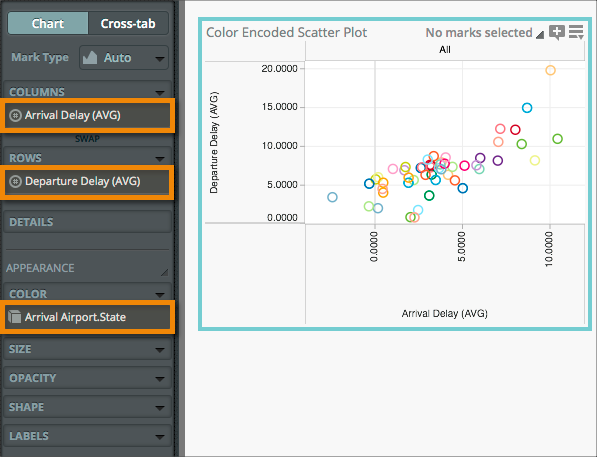 Chart Cross-tab
Mark Type Auto
COLUMNS
Arrival Delay (AVG)
SWAP
ROWS
Departure Delay (AVG)
DETAILS
APPEARANCE
COLOR
Arrival Airport.State
SIZE
OPACITY
SHAPE
LABELS
Color Encoded Scatter Plot No marks selected
All
Departure Delay (AVG)
20.0000
15.0000
10.0000
5.0000
0.0000
0.0000 5.0000 10.0000
Arrival Delay (AVG)